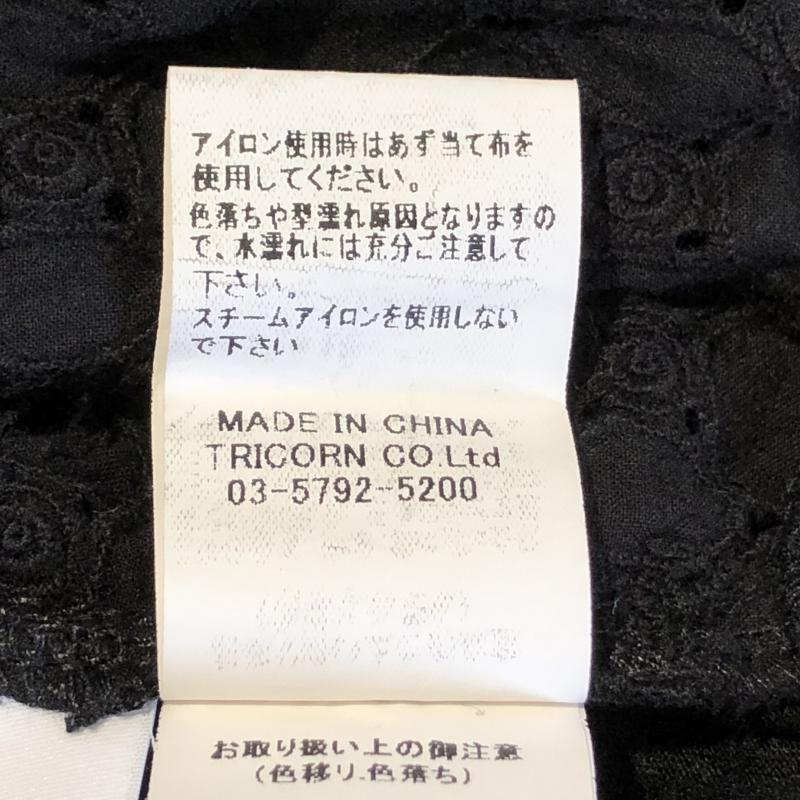 アイロン使用時はあず当て布を
使用してください。
色落ちや型濡れ原因となりますの
で、水濡れには充分ご注意して
下さい。
スチームアイロンを使用しない
で下さい
MADE IN CHINA
TRICORN CO.Ltd
03-5792-5200
お取り扱い上の御注意
(色移り.色落ち)